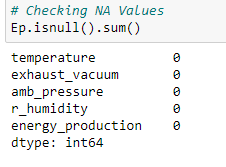 # Checking NA Values
Ep.isnull().sum()
temperature 0
exhaust_vacuum 0
amb_pressure 0
r_humidity 0
energy_production 0
dtype: int64